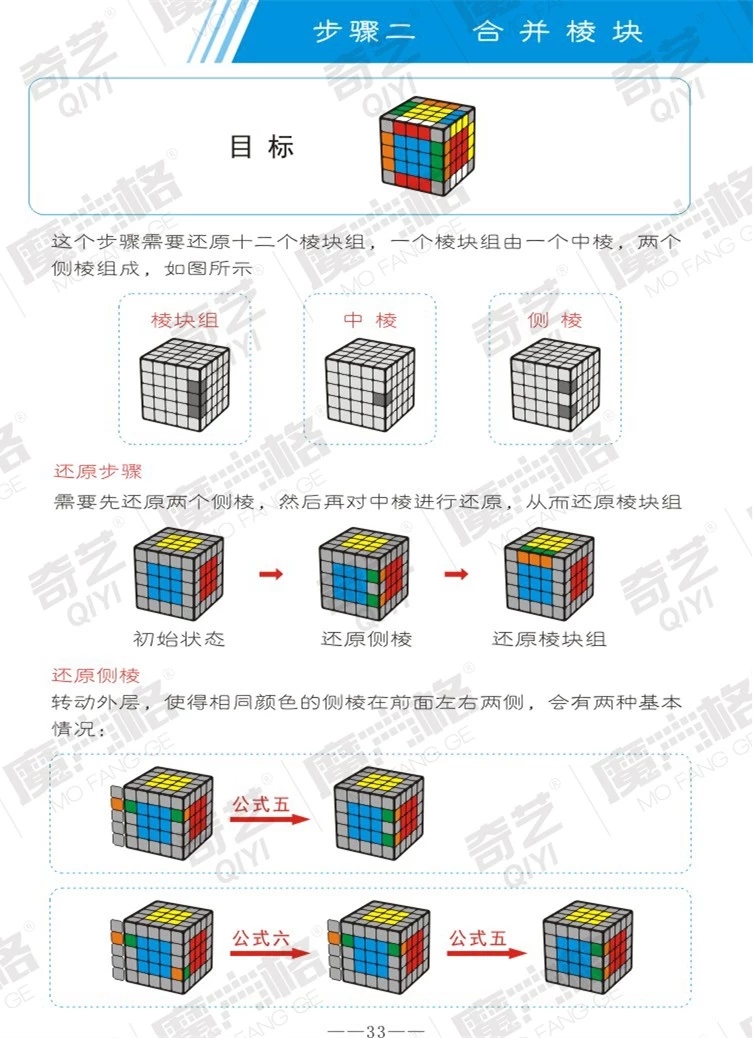 步骤二 合并棱块
目标
这个步骤需要还原十二个棱块组，一个棱块组由一个中棱，两个
侧棱组成，如图所示
棱块组 中棱 侧棱
还原步骤
需要先还原两个侧棱，然后再对中棱进行还原，从而还原棱块组
初始状态 还原侧棱 还原棱块组
还原侧棱
转动外层，使得相同颜色的侧棱在前面左右两侧，会有两种基本
情况：
公式五
公式六 公式五
——33——
奇艺
QIYI
魔方格
MO FANG GE